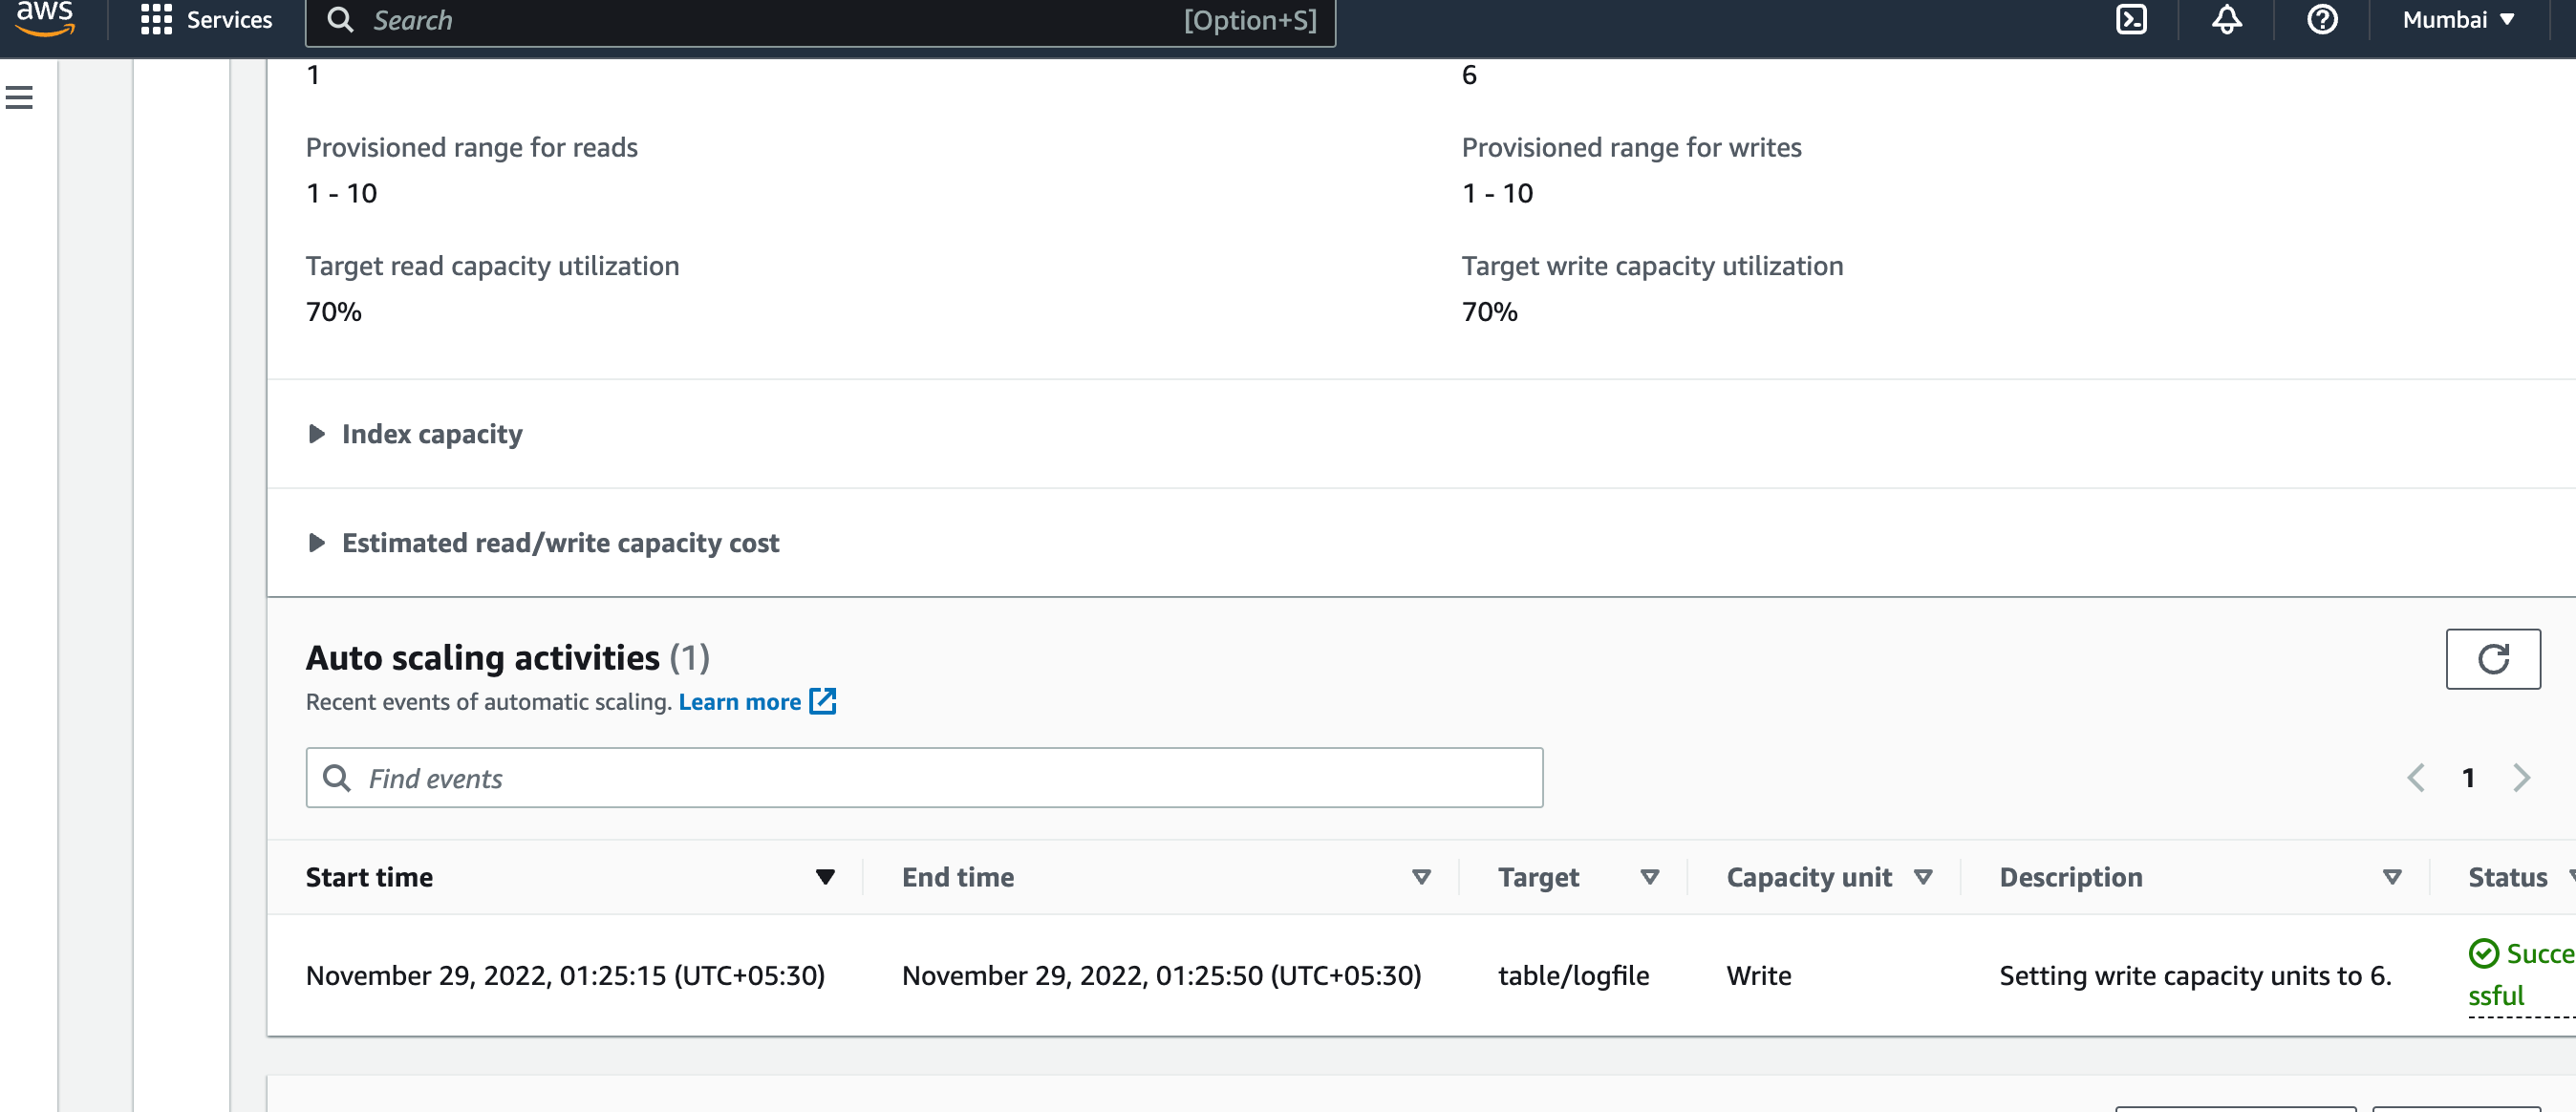 aws
Services
Search [Option+S]
Mumbai
1 6
Provisioned range for reads Provisioned range for writes
1 - 10 1 - 10
Target read capacity utilization Target write capacity utilization
70% 70%
Index capacity
Estimated read/write capacity cost
Auto scaling activities (1)
Recent events of automatic scaling. Learn more
Find events
1
Start time End time Target Capacity unit Description Status
November 29, 2022, 01:25:15 (UTC+05:30) November 29, 2022, 01:25:50 (UTC+05:30) table/logfile Write Setting write capacity units to 6. Succe
ssful